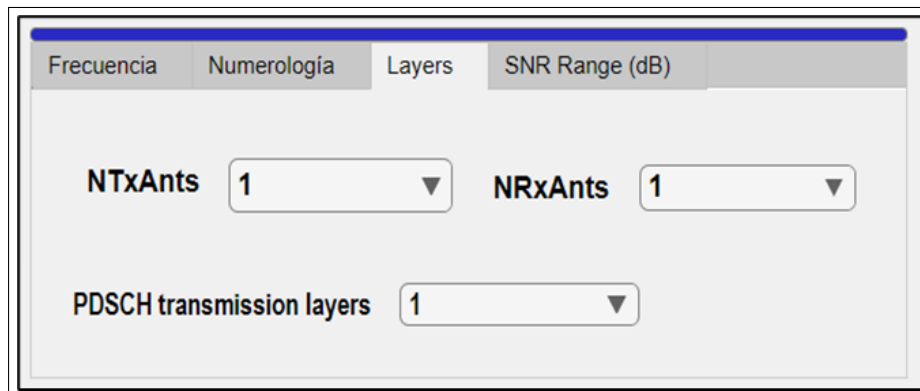 Frecuencia Numerología Layers SNR Range (dB)
NTxAnts 1 NRxAnts 1
PDSCH transmission layers 1